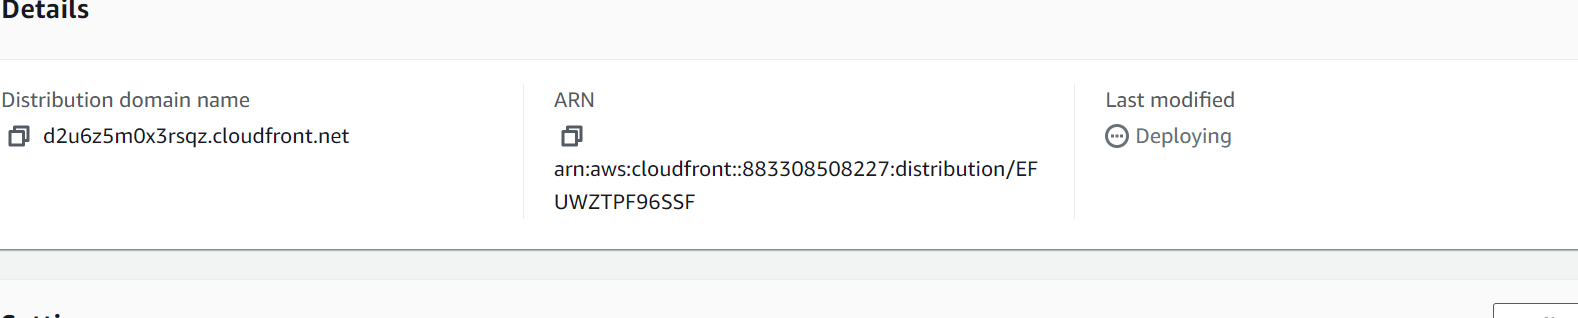 Details
Distribution domain name
d2u6z5m0x3rsqz.cloudfront.net
ARN
arn:aws:cloudfront::883308508227:distribution/EF
UWZTPF96SSF
Last modified
Deploying